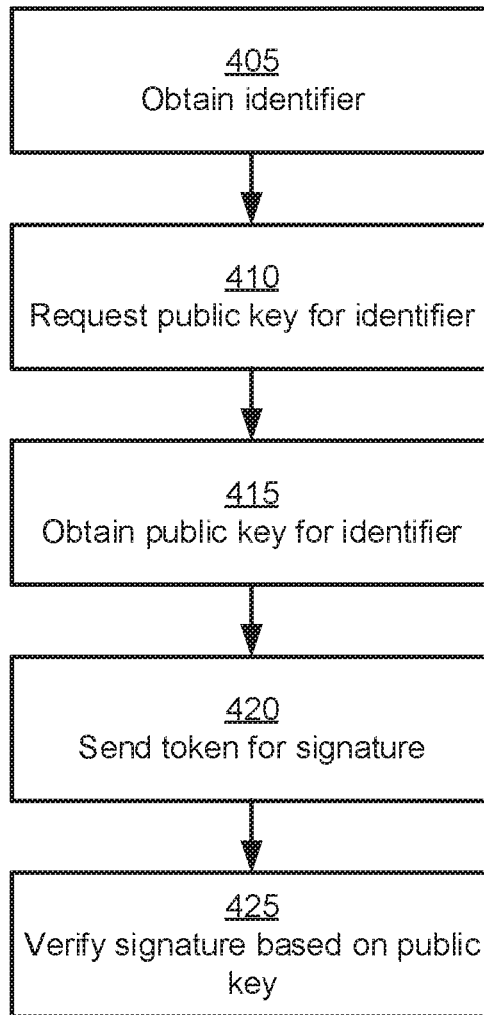 405
Obtain identifier
410
Request public key for identifier
415
Obtain public key for identifier
420
Send token for signature
425
Verify signature based on public
key